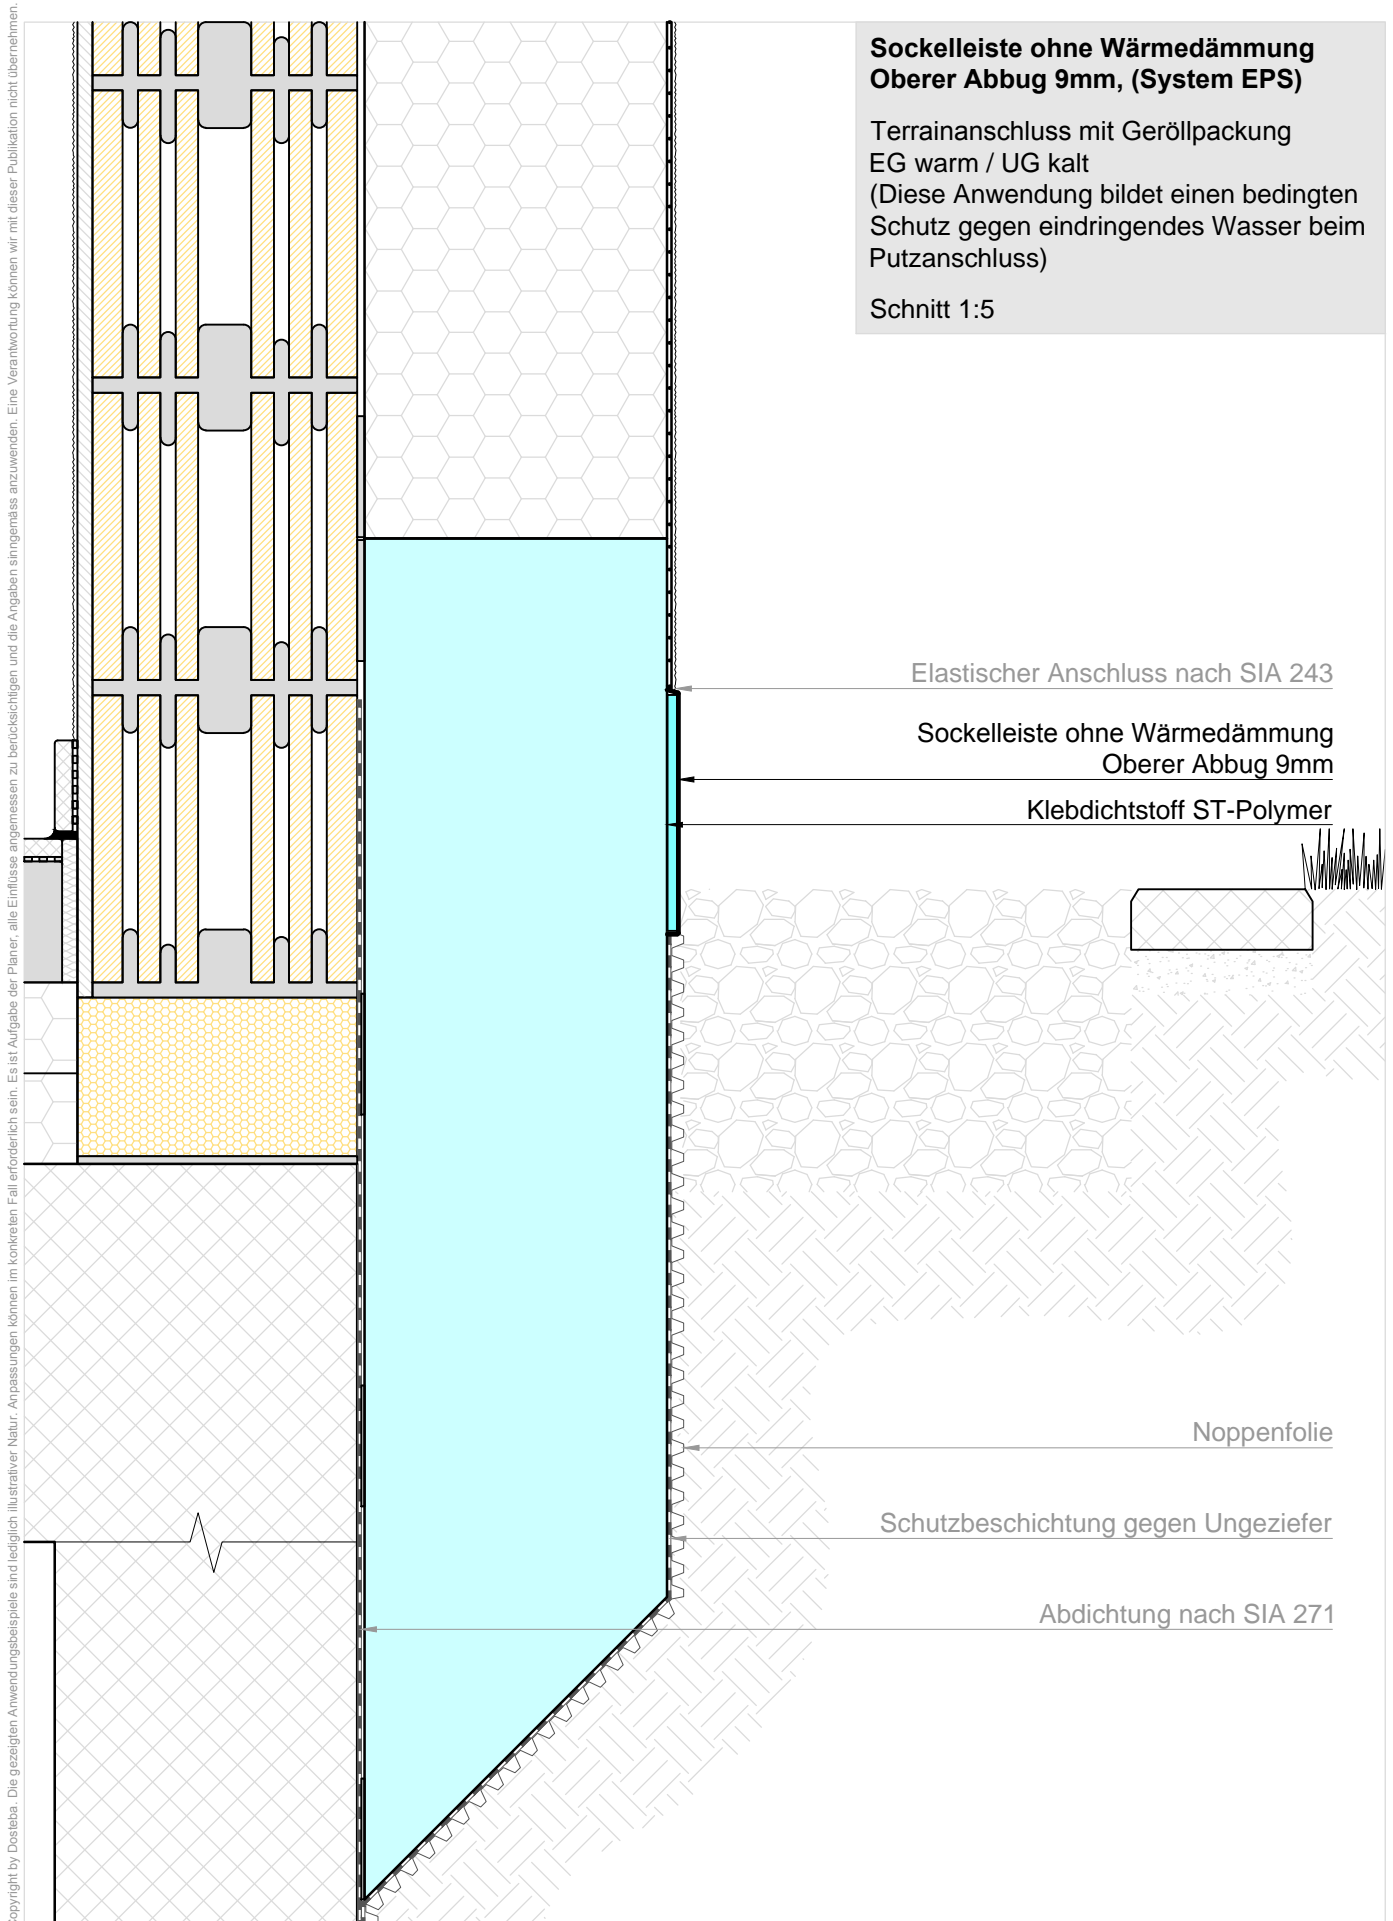 Sockelleiste ohne Wärmedämmung
Oberer Abbug 9mm, (System EPS)
Terrainanschluss mit Geröllpackung
EG warm / UG kalt
(Diese Anwendung bildet einen bedingten
Schutz gegen eindringendes Wasser beim
Putzanschluss)
Schnitt 1:5
Elastischer Anschluss nach SIA 243
Sockelleiste ohne Wärmedämmung
Oberer Abbug 9mm
Klebdichtstoff ST-Polymer
Noppenfolie
Schutzbeschichtung gegen Ungeziefer
Abdichtung nach SIA 271
Copyright by Dosteba. Die gezeigten Anwendungsbeispiele sind lediglich illustrativer Natur. Anpassungen können im konkreten Fall erforderlich sein. Es ist Aufgabe der Planer, alle Einflüsse angemessen zu berücksichtigen und die Angaben sinngemäss anzuwenden. Eine Verantwortung können wir mit dieser Publikation nicht übernehmen.